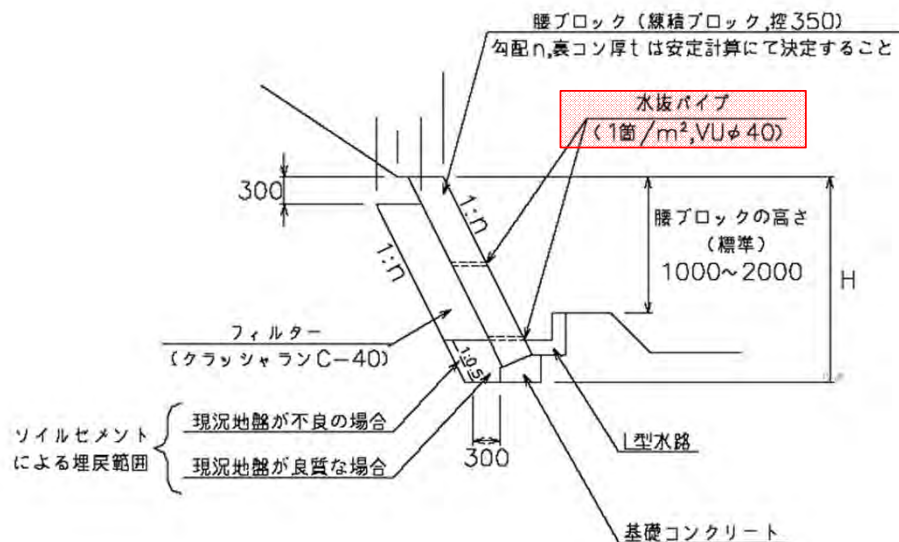 腰ブロック(練積ブロック,控350)
勾配n,裏コン厚tは安定計算にて決定すること
水抜パイプ
(1箇/m²,VUφ40)
300
1:n
1:n
腰ブロックの高さ
(標準)
1000~2000
H
フィルター
(クラッシャランC-40)
1:0.5
ソイルセメント
による埋戻範囲
現況地盤が不良の場合
現況地盤が良質な場合
300
L型水路
基礎コンクリート